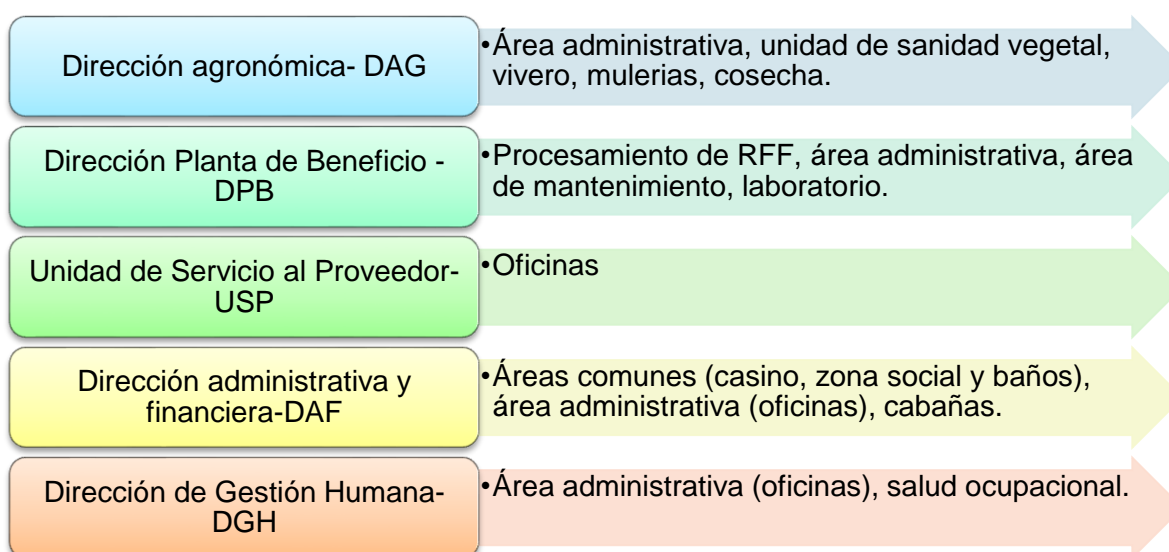 Dirección agronómica- DAG
•Área administrativa, unidad de sanidad vegetal,
vivero, mulerias, cosecha.
Dirección Planta de Beneficio -
DPB
•Procesamiento de RFF, área administrativa, área
de mantenimiento, laboratorio.
Unidad de Servicio al Proveedor-
USP
•Oficinas
Dirección administrativa y
financiera-DAF
•Áreas comunes (casino, zona social y baños),
área administrativa (oficinas), cabañas.
Dirección de Gestión Humana-
DGH
•Área administrativa (oficinas), salud ocupacional.